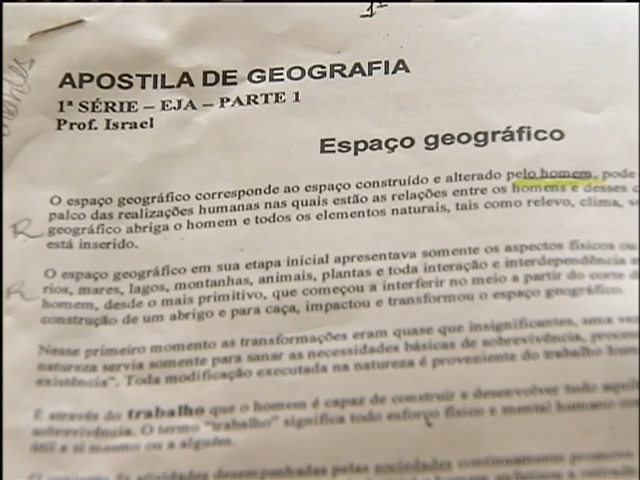 1ª
APOSTILA DE GEOGRAFIA
1ª SÉRIE – EJA – PARTE 1
Prof. Israel
Espaço geográfico
O espaço geográfico corresponde ao espaço construído e alterado pelo homem, pode
palco das realizações humanas nas quais estão as relações entre os homens e desses
geográfico abriga o homem e todos os elementos naturais, tais como relevo, clima,
está inserido.
O espaço geográfico em sua etapa inicial apresentava somente os aspectos físicos
rios, mares, lagos, montanhas, animais, plantas e toda interação e interdependência
homem, desde o mais primitivo, que começou a interferir no meio a partir do corte
construção de um abrigo e para caça, impactou e transformou o espaço geográfico.
Nesse primeiro momento as transformações eram quase que insignificantes, uma
natureza servia somente para sanar as necessidades básicas de sobrevivência,
existência". Toda modificação executada na natureza é proveniente do trabalho
É através do trabalho que o homem é capaz de construir e desenvolver tudo
sobrevivência. O termo "trabalho" significa todo esforço físico e mental humano
útil a si mesmo ou a alguém.